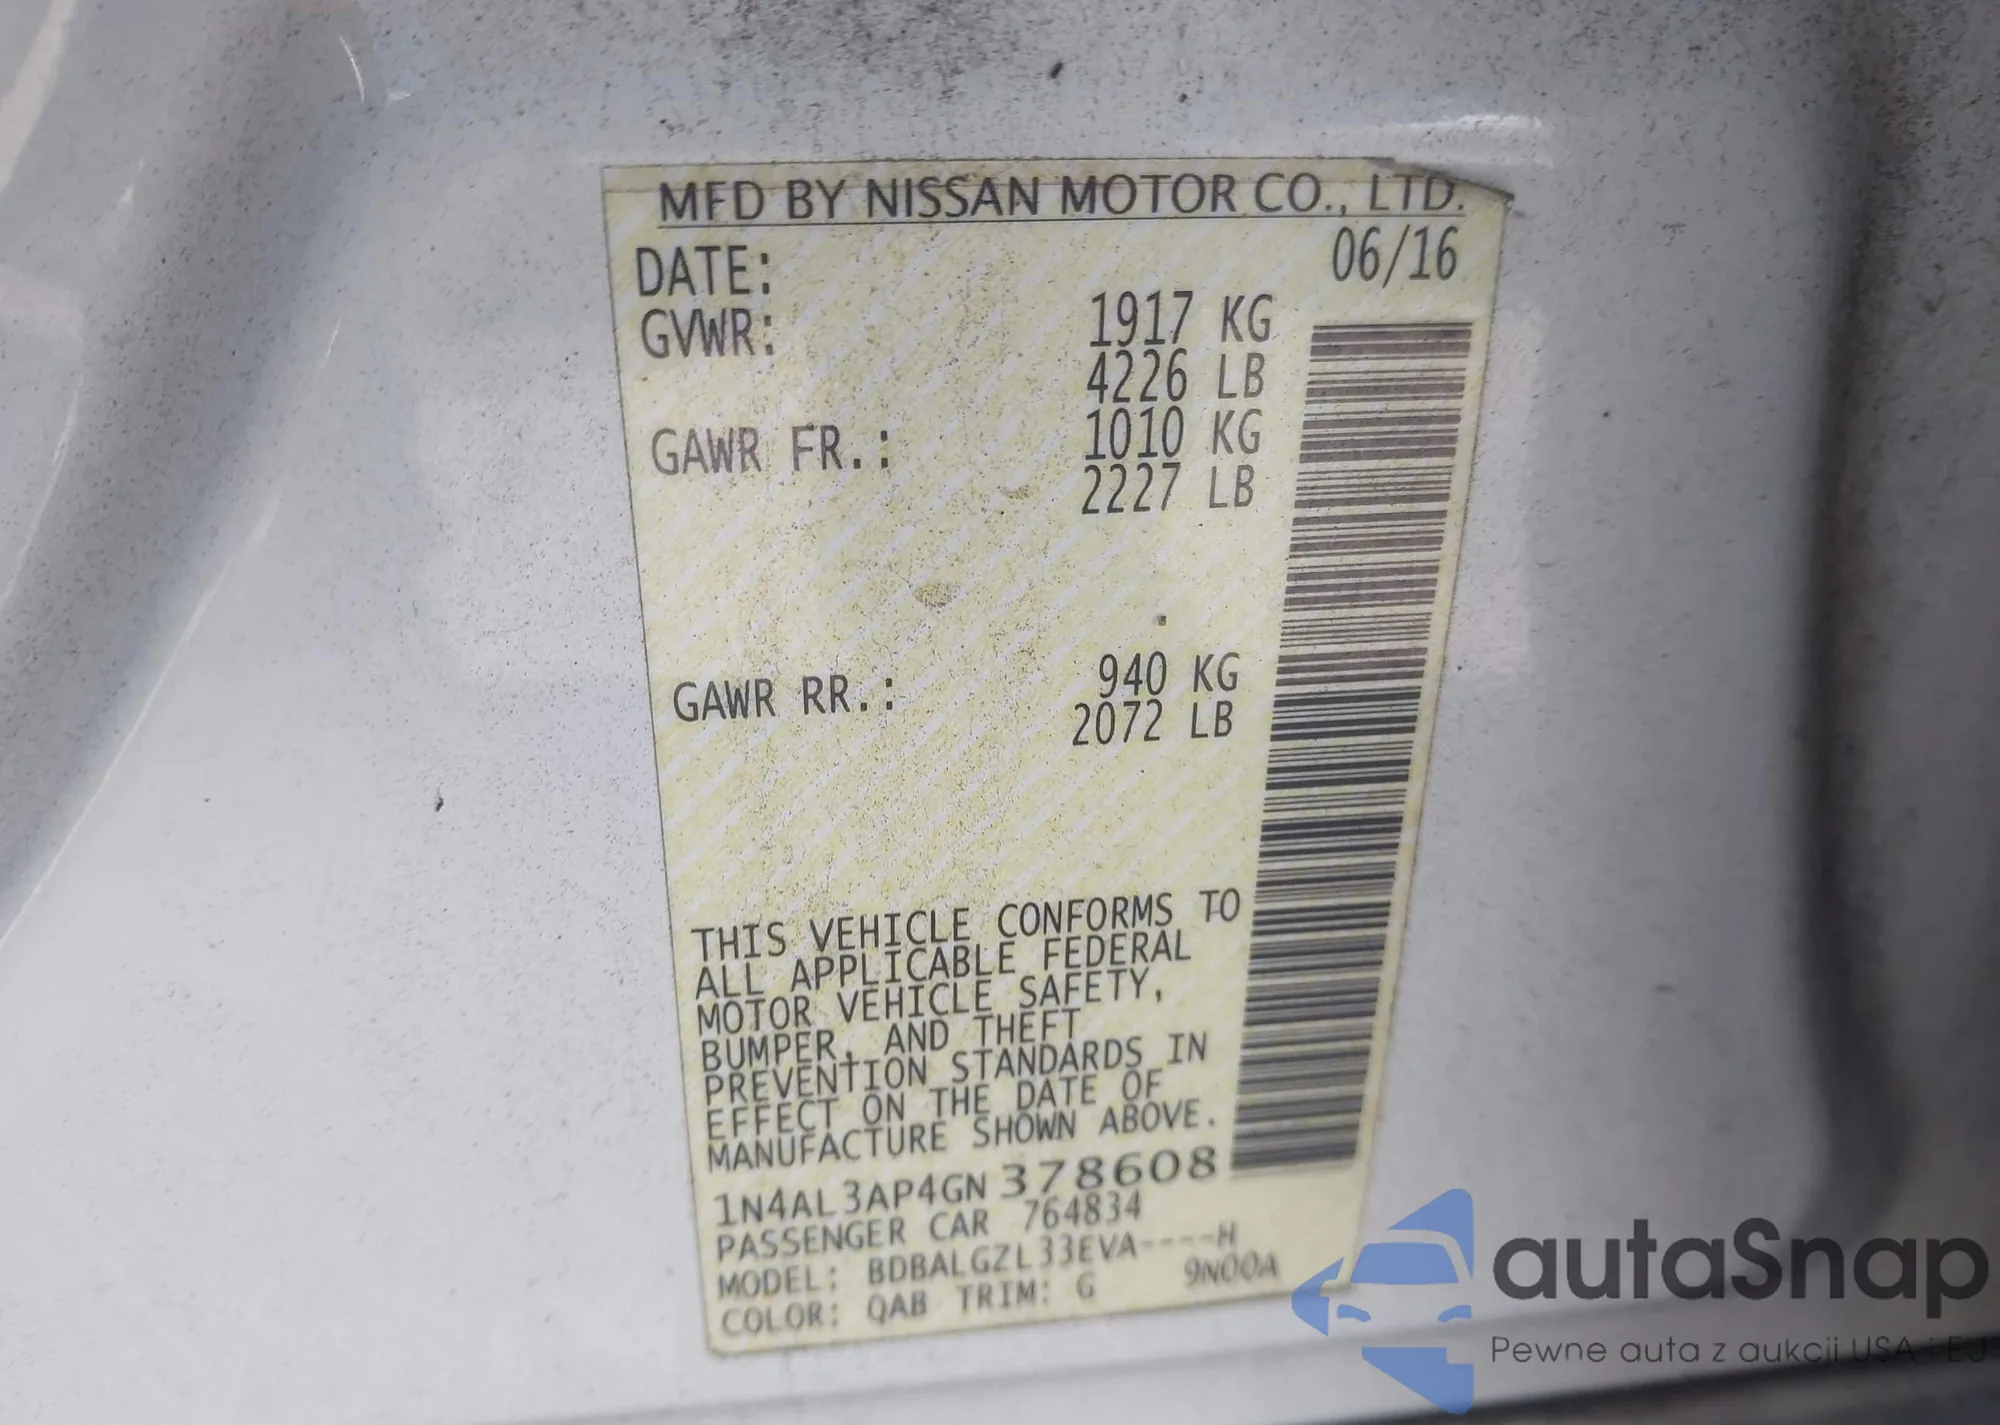 MFD BY NISSAN MOTOR CO., LTD.
DATE: 06/16
GVWR: 1917 KG
4226 LB
GAWR FR.: 1010 KG
2227 LB
GAWR RR.: 940 KG
2072 LB
THIS VEHICLE CONFORMS TO
ALL APPLICABLE FEDERAL
MOTOR VEHICLE SAFETY,
BUMPER, AND THEFT
PREVENTION STANDARDS IN
EFFECT ON THE DATE OF
MANUFACTURE SHOWN ABOVE.
1N4AL3AP4GN378608
PASSENGER CAR 764834
MODEL: BDBALGZL33EVA----H
COLOR: QAB TRIM: G 9N00A
autaSnap
Pewne auta z aukcji USA i EU